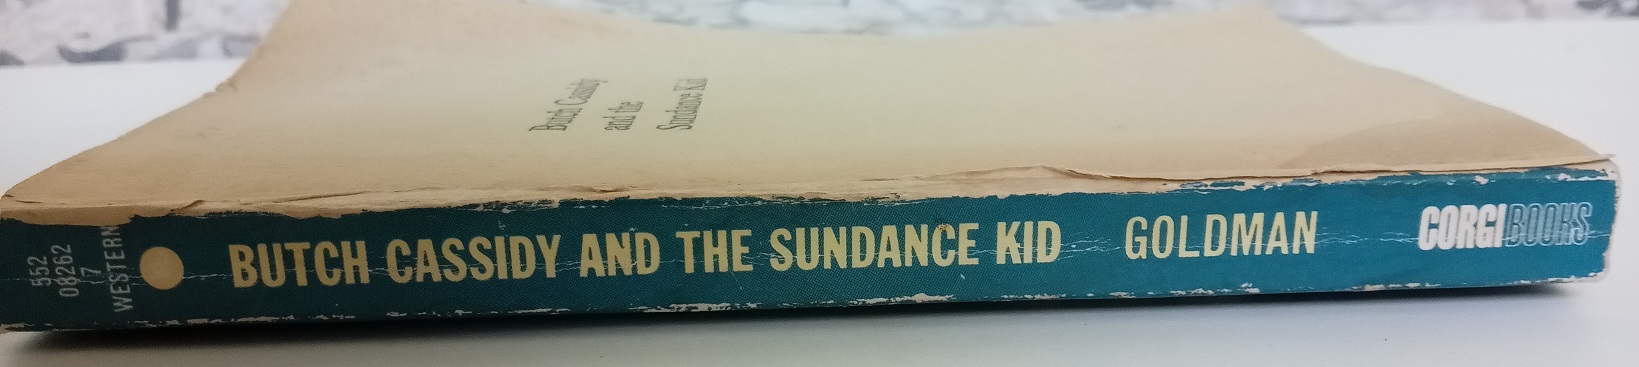 Butch Cassidy
and the
Sundance Kid
552
08262
7
WESTERN
BUTCH CASSIDY AND THE SUNDANCE KID GOLDMAN CORGIBOOKS